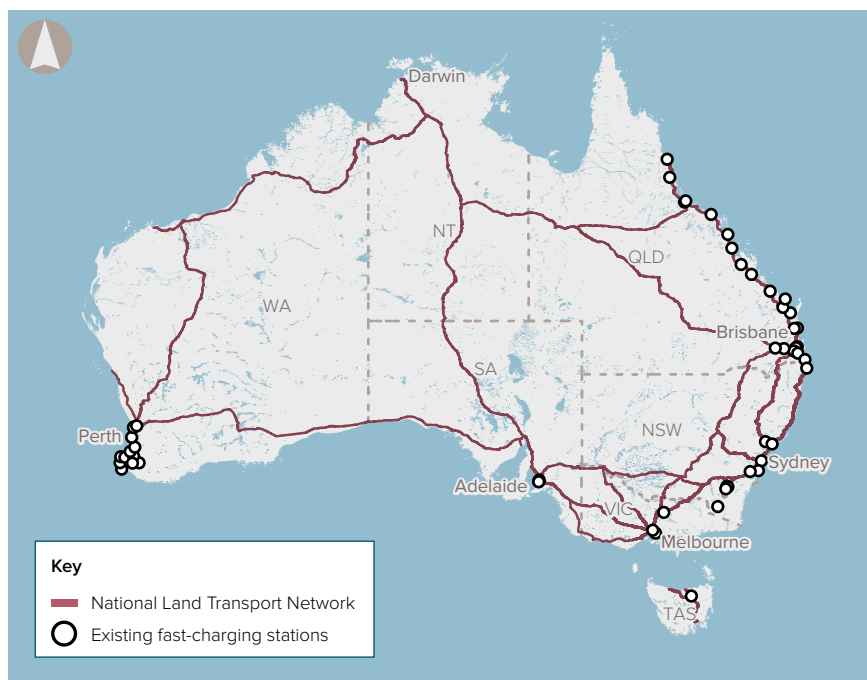 Darwin
NT
QLD
WA
Brisbane
SA
NSW
Perth
Sydney
Adelaide
VIC
Melbourne
TAS
Key
National Land Transport Network
Existing fast-charging stations